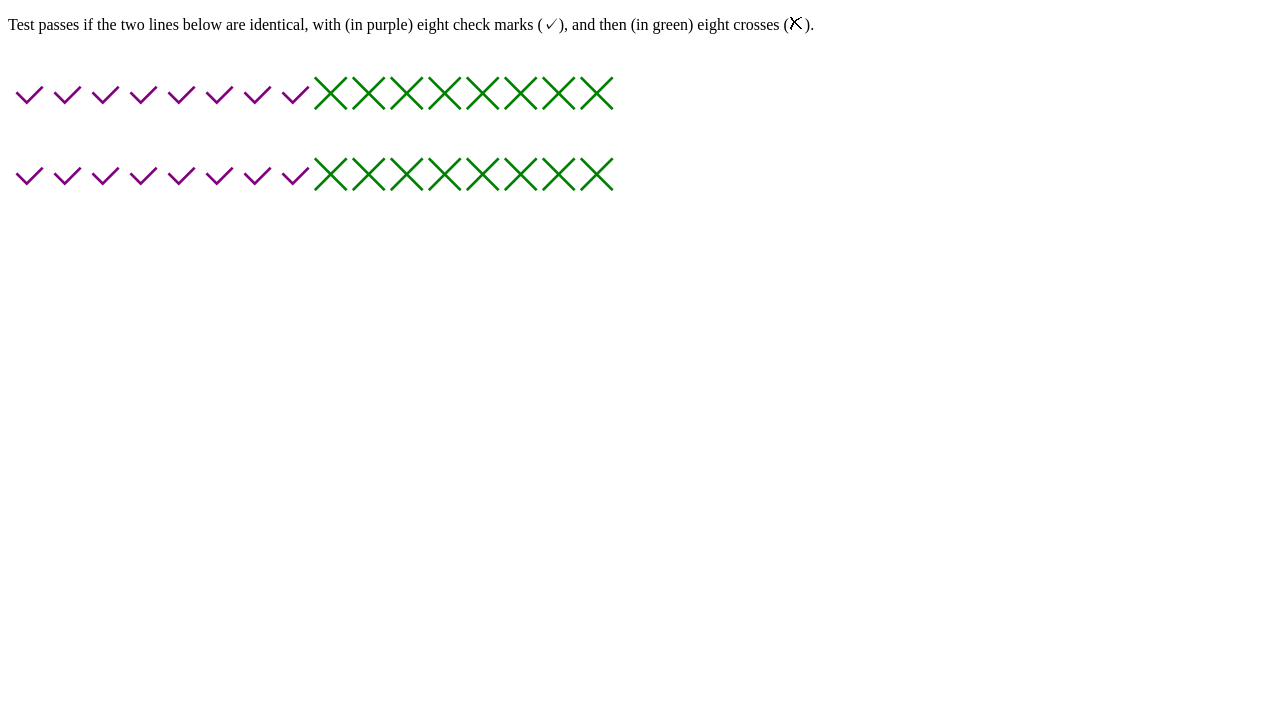 Test passes if the two lines below are identical, with (in purple) eight check marks (✓), and then (in green) eight crosses (✕).
✓✓✓✓✓✓✓✓✕✕✕✕✕✕✕✕
✓✓✓✓✓✓✓✓✕✕✕✕✕✕✕✕